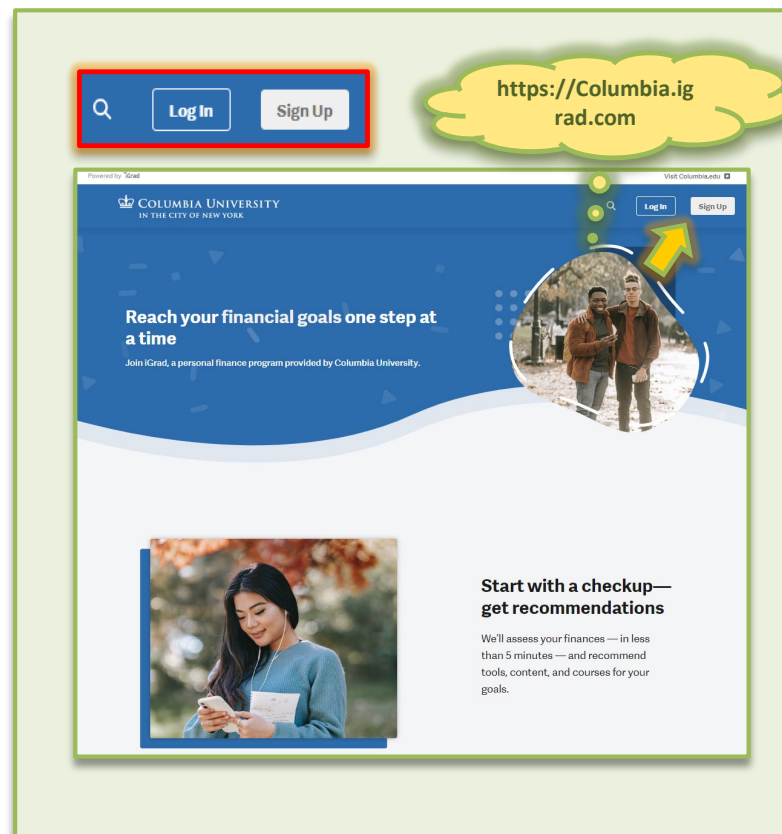 Log In Sign Up
https://Columbia.ig
rad.com
Powered by iGrad
Visit Columbia.edu
COLUMBIA UNIVERSITY
IN THE CITY OF NEW YORK
Log In Sign Up
Reach your financial goals one step at
a time
Join iGrad, a personal finance program provided by Columbia University.
Start with a checkup—
get recommendations
We'll assess your finances — in less
than 5 minutes — and recommend
tools, content, and courses for your
goals.